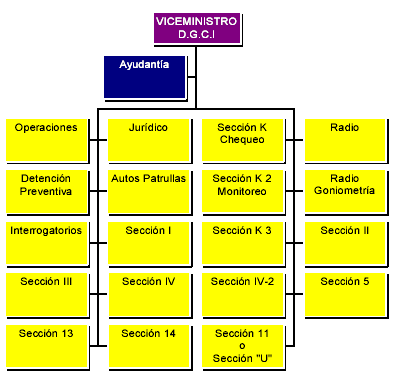 VICEMINISTRO
D.G.C.I
Ayudantía
Operaciones
Jurídico
Sección K
Chequeo
Radio
Detención
Preventiva
Autos Patrullas
Sección K 2
Monitoreo
Radio
Goniometría
Interrogatorios
Sección I
Sección K 3
Sección II
Sección III
Sección IV
Sección IV-2
Sección 5
Sección 13
Sección 14
Sección 11
o
Sección "U"